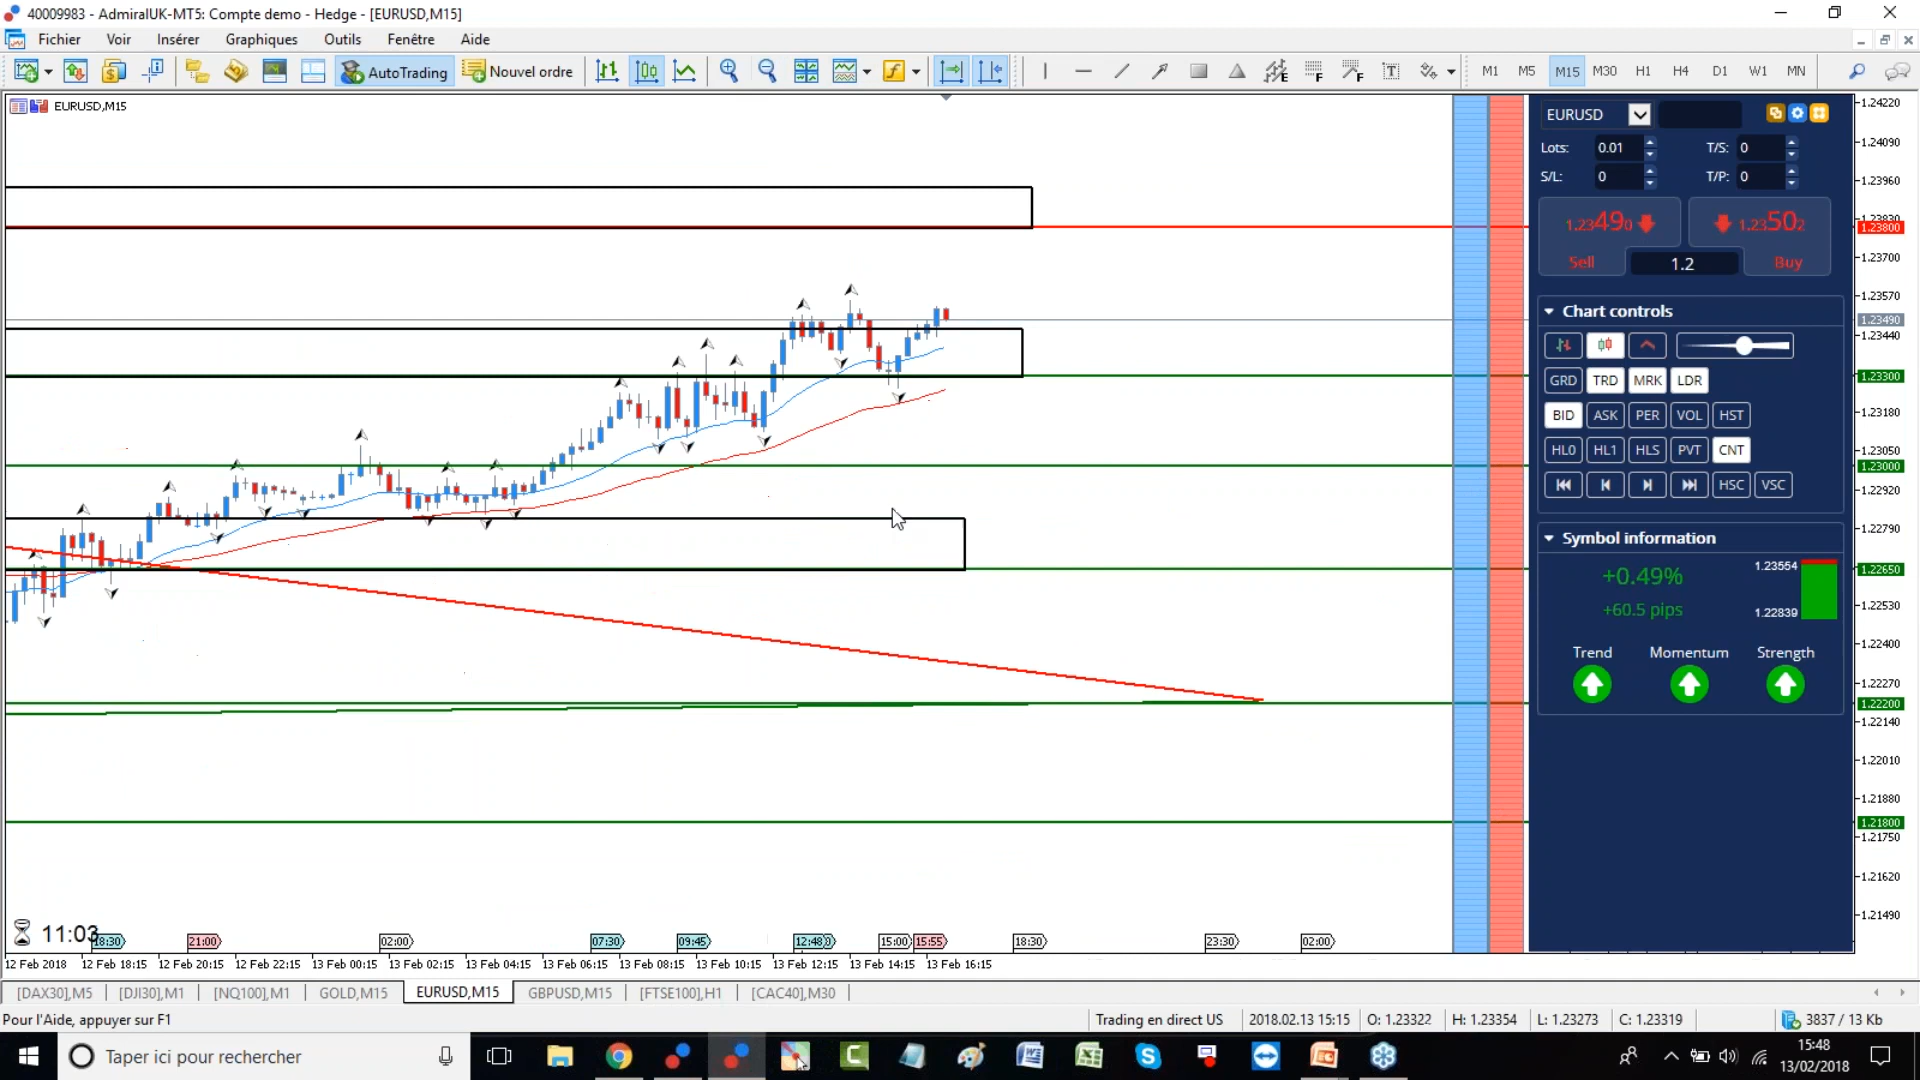 40009983 - AdmiralUK-MT5: Compte demo - Hedge - [EURUSD,M15]
Fichier Voir Insérer Graphiques Outils Fenêtre Aide
AutoTrading Nouvel ordre M1 M5 M15 M30 H1 H4 D1 W1 MN
EURUSD,M15
EURUSD
Lots: 0.01 T/S: 0
S/L: 0 T/P: 0
1.23490 1.23502
Sell 1.2 Buy
Chart controls
GRD TRD MRK LDR
BID ASK PER VOL HST
HL0 HL1 HLS PVT CNT
HSC VSC
Symbol information
+0.49% 1.23554
+60.5 pips 1.22839
Trend Momentum Strength
1.24220
1.24090
1.23960
1.23830
1.23800
1.23700
1.23570
1.23490
1.23440
1.23300
1.23180
1.23050
1.23000
1.22920
1.22790
1.22650
1.22530
1.22400
1.22270
1.22200
1.22140
1.22010
1.21880
1.21800
1.21750
1.21620
1.21490
11:03
18:30 21:00 02:00 07:30 09:45 12:48 15:00 15:55 18:30 23:30 02:00
12 Feb 2018 12 Feb 18:15 12 Feb 20:15 12 Feb 22:15 13 Feb 00:15 13 Feb 02:15 13 Feb 04:15 13 Feb 06:15 13 Feb 08:15 13 Feb 10:15 13 Feb 12:15 13 Feb 14:15 13 Feb 16:15
[DAX30],M5 [DJI30],M1 [NQ100],M1 GOLD,M15 EURUSD,M15 GBPUSD,M15 [FTSE100],H1 [CAC40],M30
Pour l'Aide, appuyer sur F1 Trading en direct US 2018.02.13 15:15 O: 1.23322 H: 1.23354 L: 1.23273 C: 1.23319 3837 / 13 Kb
Taper ici pour rechercher
15:48
13/02/2018